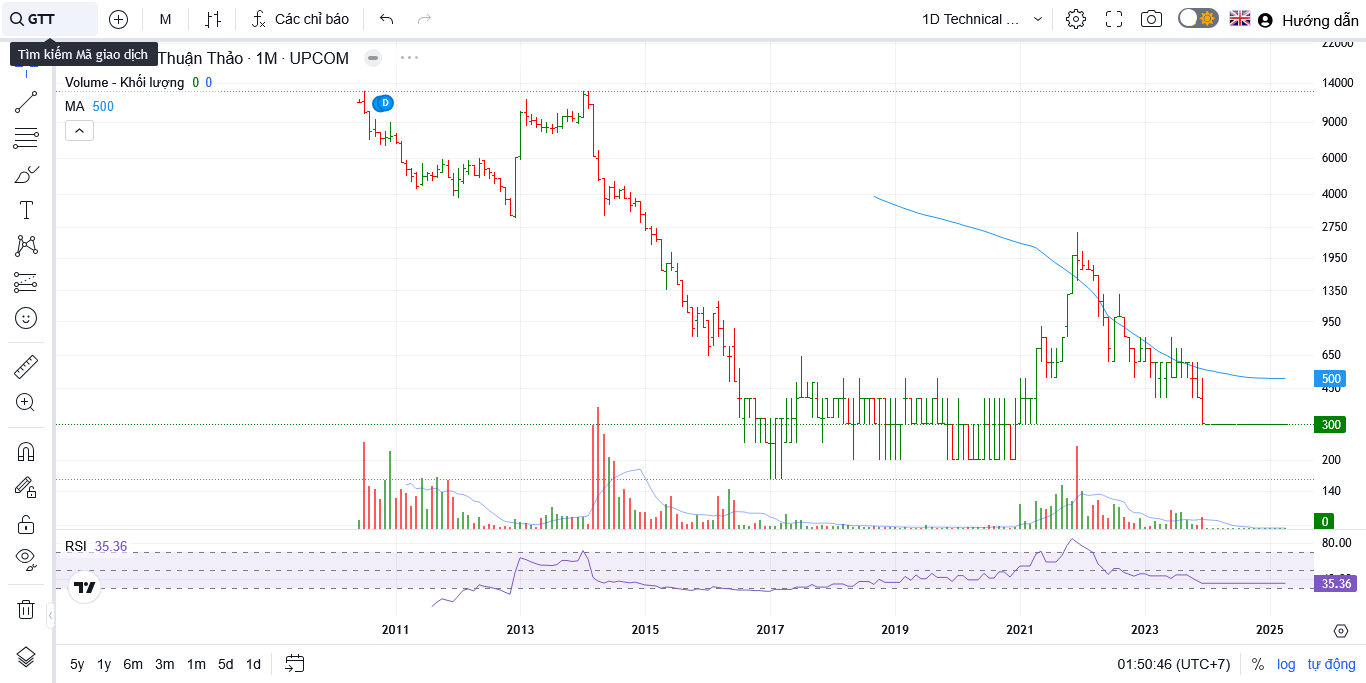 GTT
M
Các chỉ báo
1D Technical ...
Hướng dẫn
Tìm kiếm Mã giao dịch
Thuận Thảo · 1M · UPCOM
Volume - Khối lượng 0 0
MA 500
22000
14000
9000
6000
4000
2750
1950
1350
950
650
500
450
300
200
140
0
D
RSI 35.36
80.00
35.36
2011
2013
2015
2017
2019
2021
2023
2025
5y 1y 6m 3m 1m 5d 1d
01:50:46 (UTC+7) % log tự động